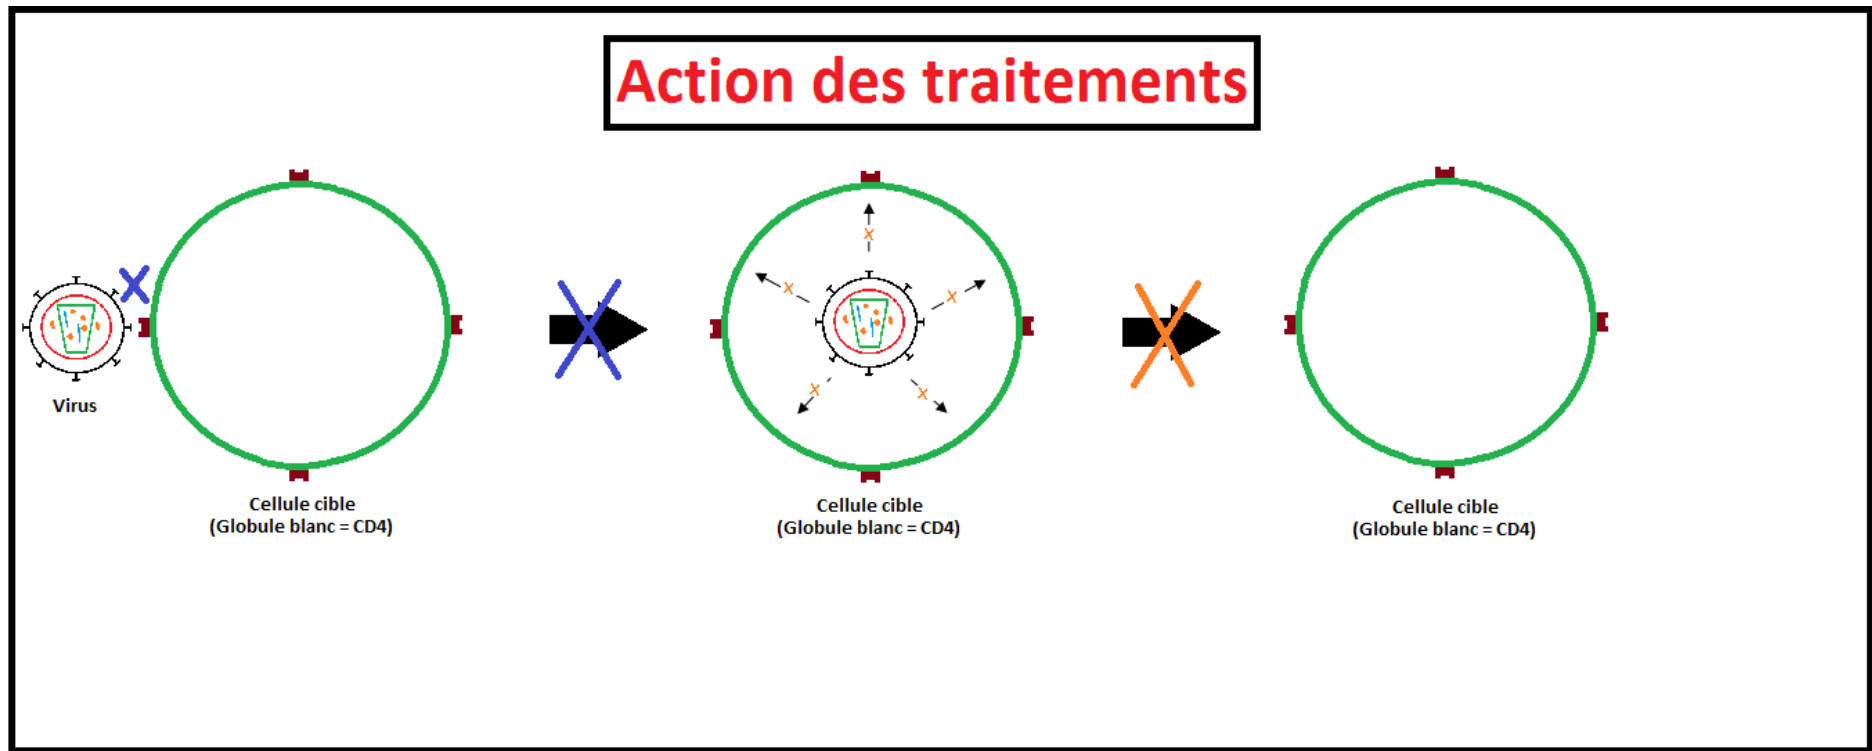 Action des traitements
Virus
Cellule cible
(Globule blanc = CD4)
Cellule cible
(Globule blanc = CD4)
Cellule cible
(Globule blanc = CD4)